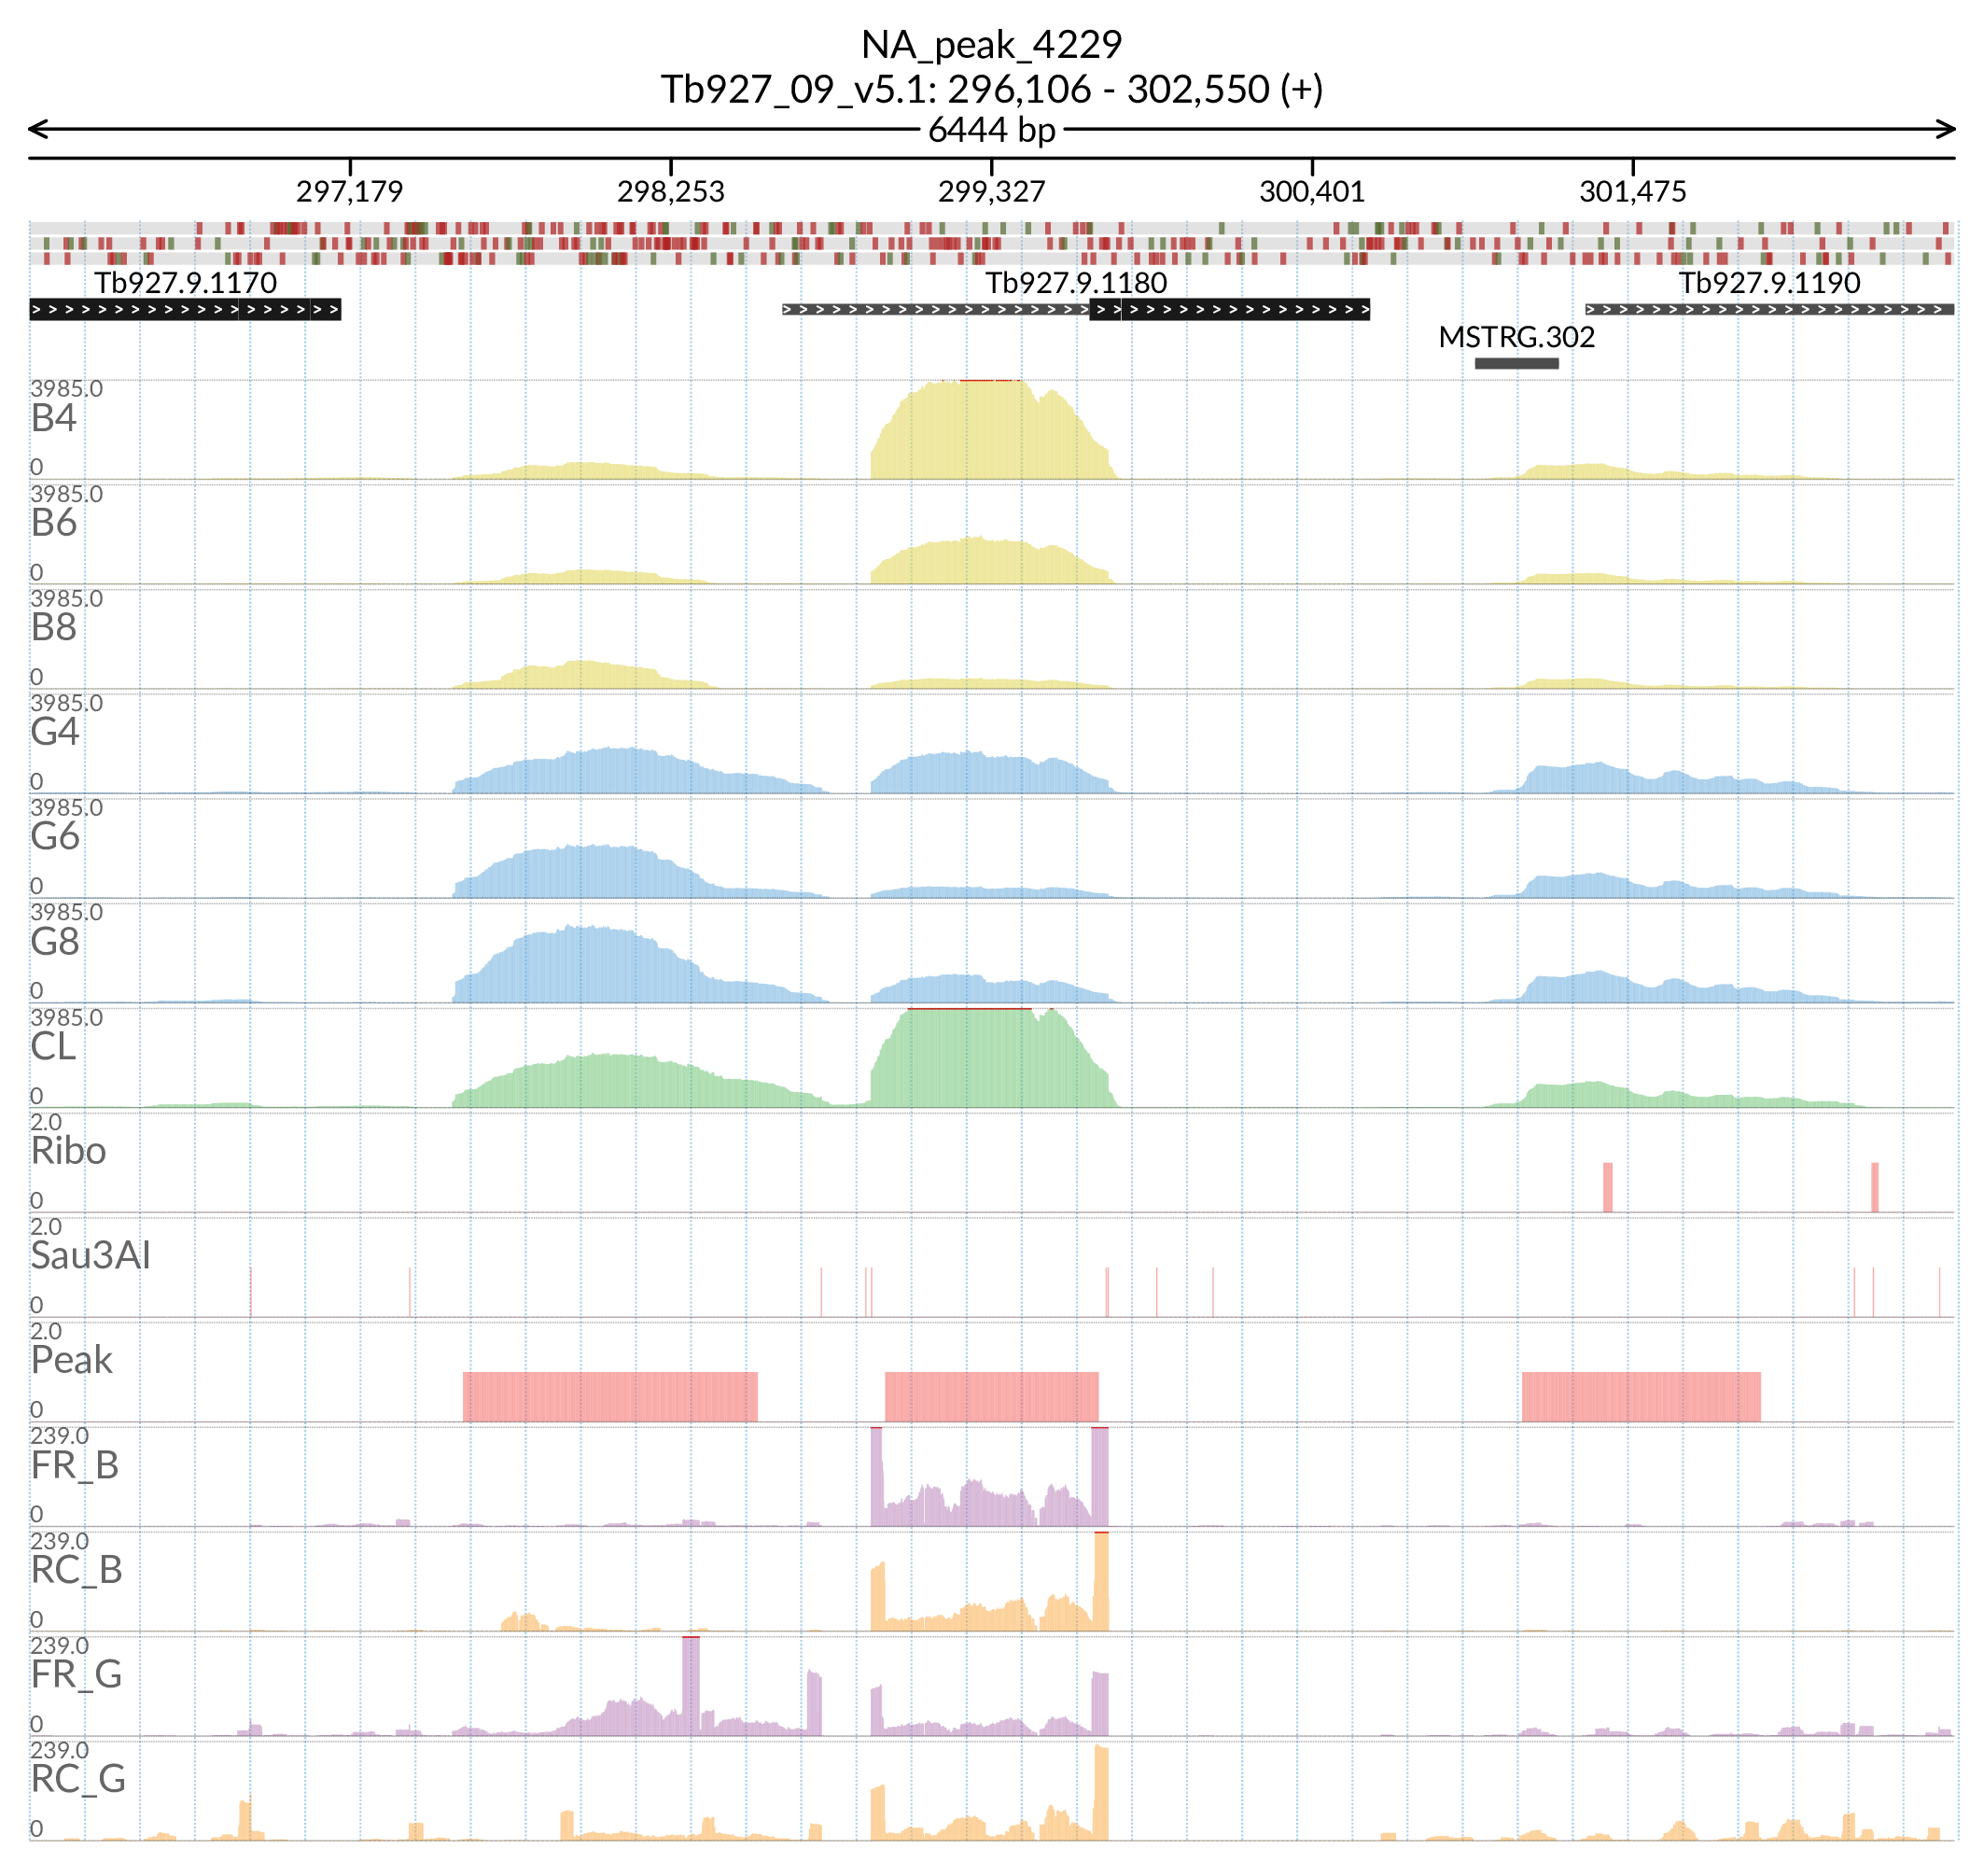 NA_peak_4229
Tb927_09_v5.1: 296,106 - 302,550 (+)
6444 bp
297,179 298,253 299,327 300,401 301,475
Tb927.9.1170 Tb927.9.1180 Tb927.9.1190
MSTRG.302
3985.0
B4
0
3985.0
B6
0
3985.0
B8
0
3985.0
G4
0
3985.0
G6
0
3985.0
G8
0
3985.0
CL
0
2.0
Ribo
0
2.0
Sau3AI
0
2.0
Peak
0
239.0
FR_B
0
239.0
RC_B
0
239.0
FR_G
0
239.0
RC_G
0